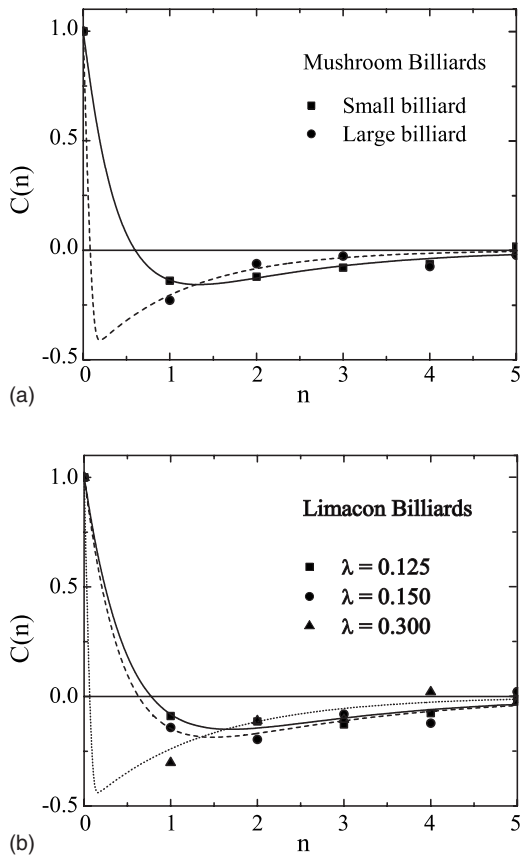 1.0
0.5
0.0
-0.5
C(n)
Mushroom Billiards
Small billiard
Large billiard
0 1 2 3 4 5
n
(a)
1.0
0.5
0.0
-0.5
C(n)
Limacon Billiards
λ = 0.125
λ = 0.150
λ = 0.300
0 1 2 3 4 5
n
(b)